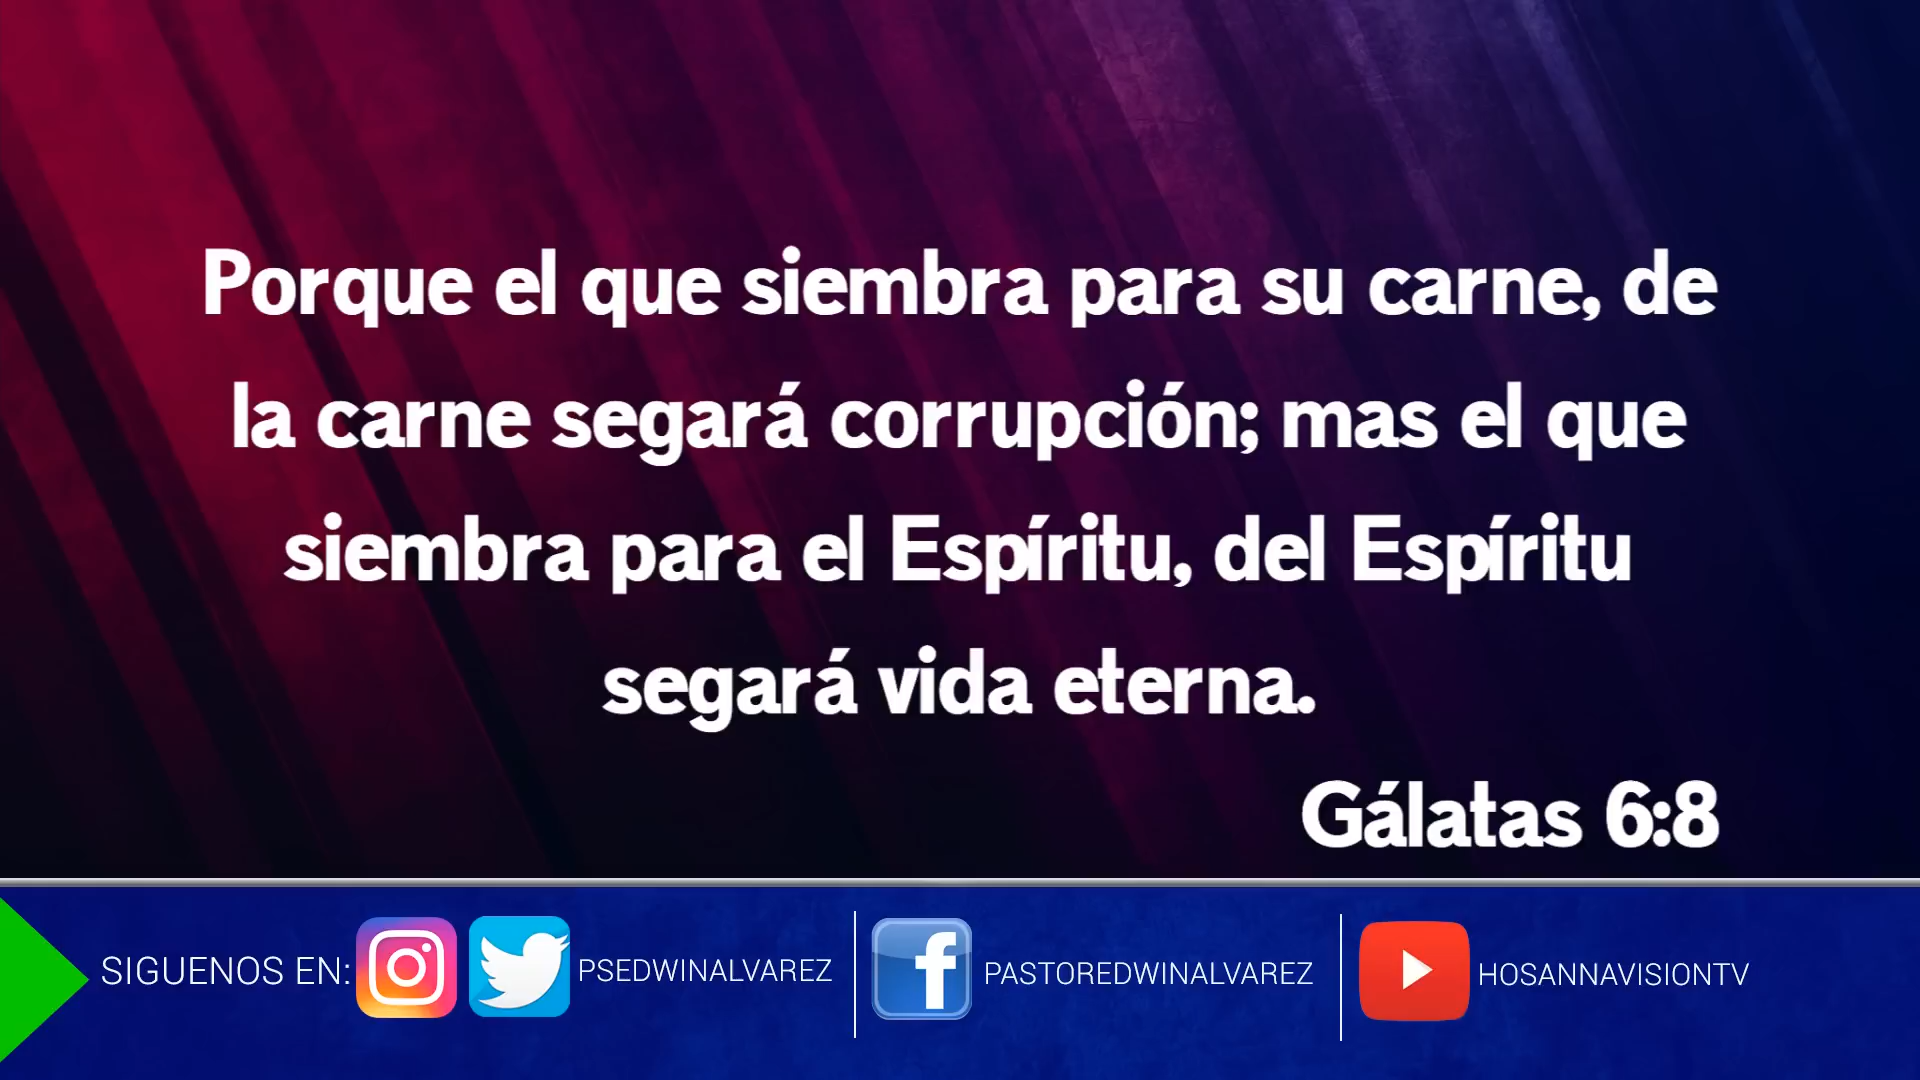 Porque el que siembra para su carne, de
la carne segará corrupción; mas el que
siembra para el Espíritu, del Espíritu
segará vida eterna.
Gálatas 6:8
SIGUENOS EN: PSEDWINALVAREZ PASTOREDWINALVAREZ HOSANNAVISIONTV